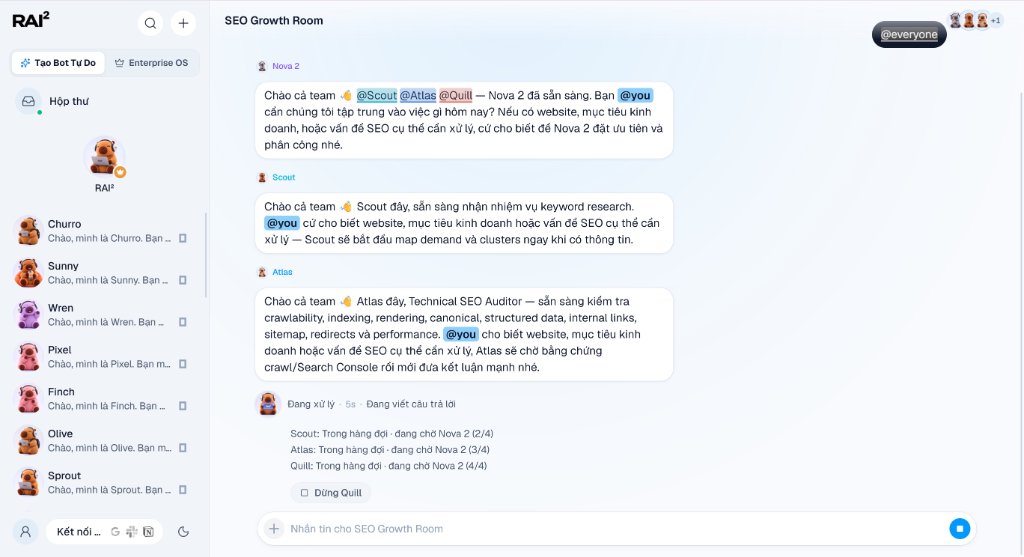 RAI²
Tạo Bot Tự Do
Enterprise OS
Hộp thư
RAI²
Churro
Chào, mình là Churro. Bạn ...
Sunny
Chào, mình là Sunny. Bạn ...
Wren
Chào, mình là Wren. Bạn ...
Pixel
Chào, mình là Pixel. Bạn m...
Finch
Chào, mình là Finch. Bạn ...
Olive
Chào, mình là Olive. Bạn m...
Sprout
Chào, mình là Sprout. Bạn ...
Kết nối ...
SEO Growth Room
+1
@everyone
Nova 2
Chào cả team 👋 @Scout @Atlas @Quill — Nova 2 đã sẵn sàng. Bạn @you
cần chúng tôi tập trung vào việc gì hôm nay? Nếu có website, mục tiêu kinh
doanh, hoặc vấn đề SEO cụ thể cần xử lý, cứ cho biết để Nova 2 đặt ưu tiên và
phân công nhé.
Scout
Chào cả team 👋 Scout đây, sẵn sàng nhận nhiệm vụ keyword research.
@you cứ cho biết website, mục tiêu kinh doanh hoặc vấn đề SEO cụ thể cần
xử lý — Scout sẽ bắt đầu map demand và clusters ngay khi có thông tin.
Atlas
Chào cả team 👋 Atlas đây, Technical SEO Auditor — sẵn sàng kiểm tra
crawlability, indexing, rendering, canonical, structured data, internal links,
sitemap, redirects và performance. @you cho biết website, mục tiêu kinh
doanh hoặc vấn đề SEO cụ thể cần xử lý, Atlas sẽ chờ bằng chứng
crawl/Search Console rồi mới đưa kết luận mạnh nhé.
Đang xử lý · 5s · Đang viết câu trả lời
Scout: Trong hàng đợi · đang chờ Nova 2 (2/4)
Atlas: Trong hàng đợi · đang chờ Nova 2 (3/4)
Quill: Trong hàng đợi · đang chờ Nova 2 (4/4)
Dừng Quill
Nhắn tin cho SEO Growth Room